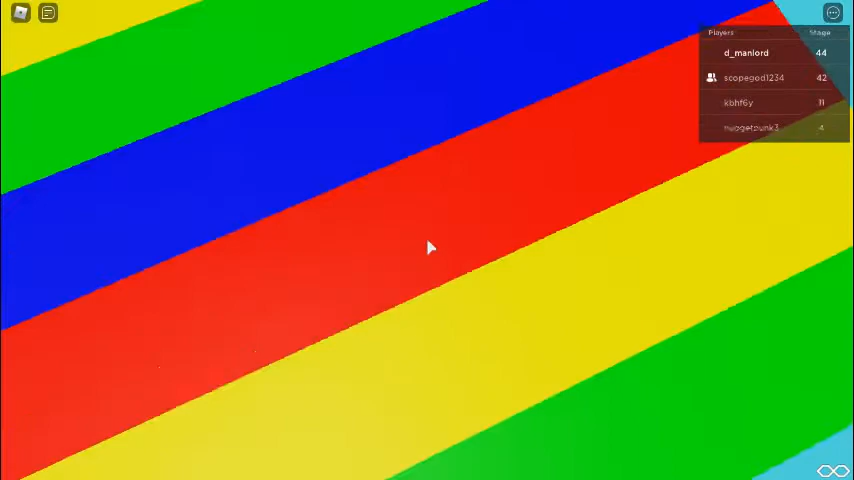 Players Stage
d_manlord 44
scopegod1234 42
kbhf6y 11
nuggetpunk3 4